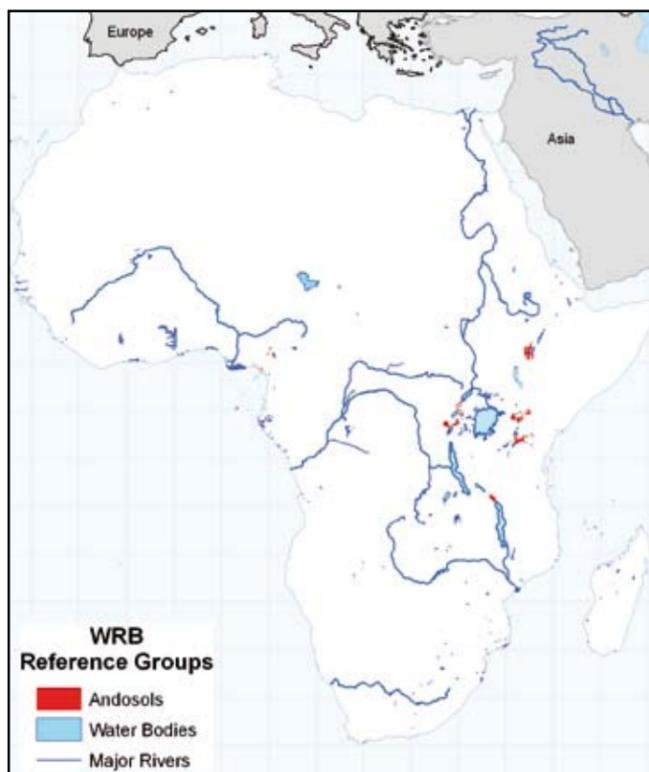 Europe
Asia
WRB
Reference Groups
Andosols
Water Bodies
Major Rivers